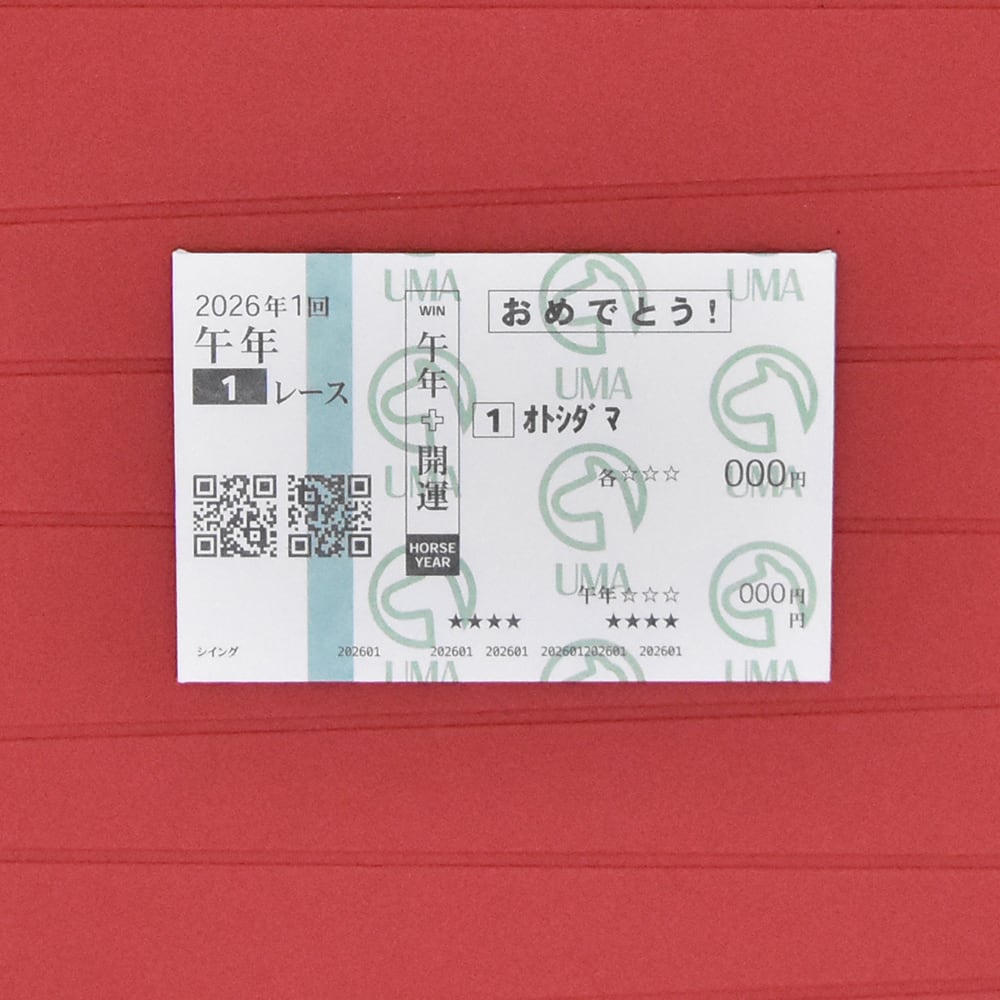 2026年1回
午年
1 レース
シイング
WIN
午年
開運
HORSE
YEAR
おめでとう!
1 オトシダマ
各☆☆☆ 000円
午年☆☆☆ 000円
★★★★ ★★★★ 円
202601 202601 202601 202601202601 202601
UMA
UMA
UMA
UMA
UMA
UMA
UMA
UMA